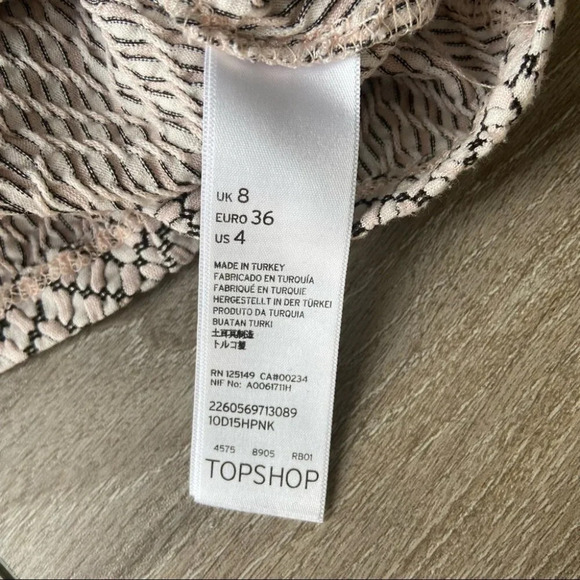 UK 8
EURO 36
US 4
MADE IN TURKEY
FABRICADO EN TURQUÍA
FABRIQUÉ EN TURQUIE
HERGESTELLT IN DER TÜRKEI
PRODUTO DA TURQUIA
BUATAN TURKI
土耳其制造
トルコ製
RN 125149 CA#00234
NIF No: A0061711H
2260569713089
10D15HPNK
4575 8905 RB01
TOPSHOP